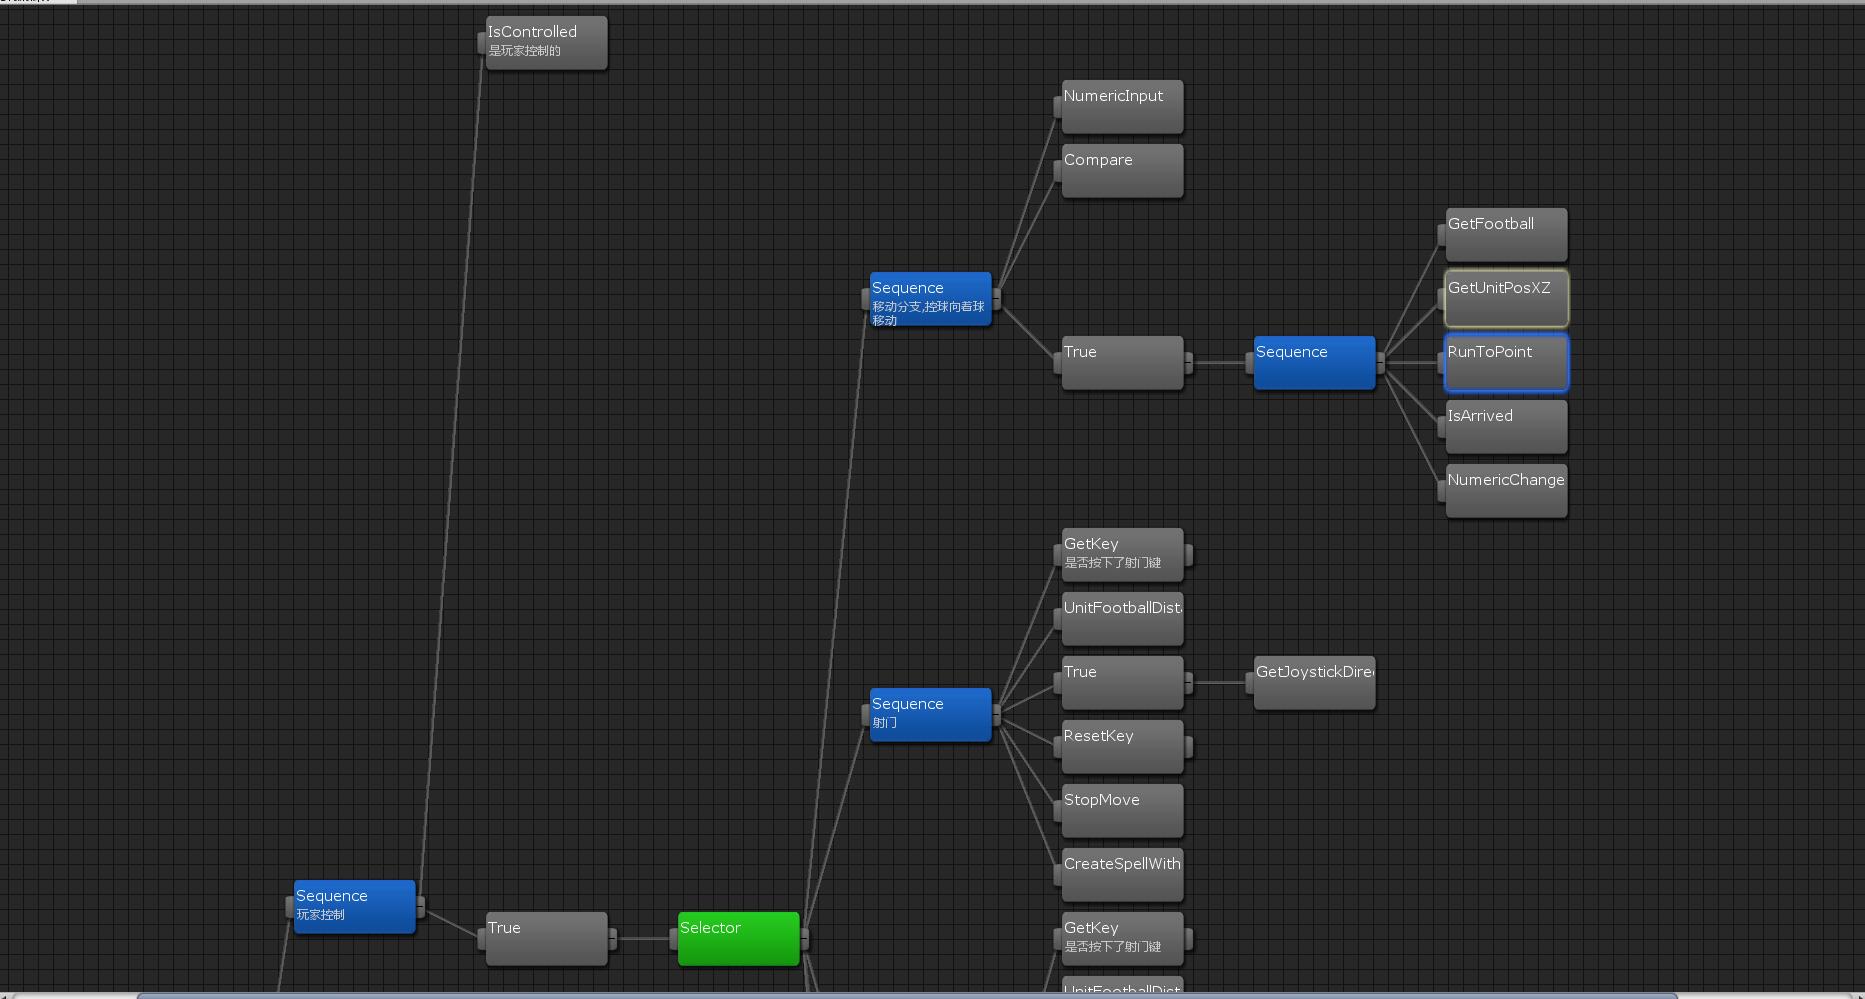 IsControlled
是玩家控制的
NumericInput
Compare
GetFootball
Sequence
移动分支,控球向着球
移动
GetUnitPosXZ
True
Sequence
RunToPoint
IsArrived
NumericChange
GetKey
是否按下了射门键
UnitFootballDist
True
GetJoystickDire
Sequence
射门
ResetKey
StopMove
CreateSpellWith
Sequence
玩家控制
True
Selector
GetKey
是否按下了射门键
UnitFootballDist